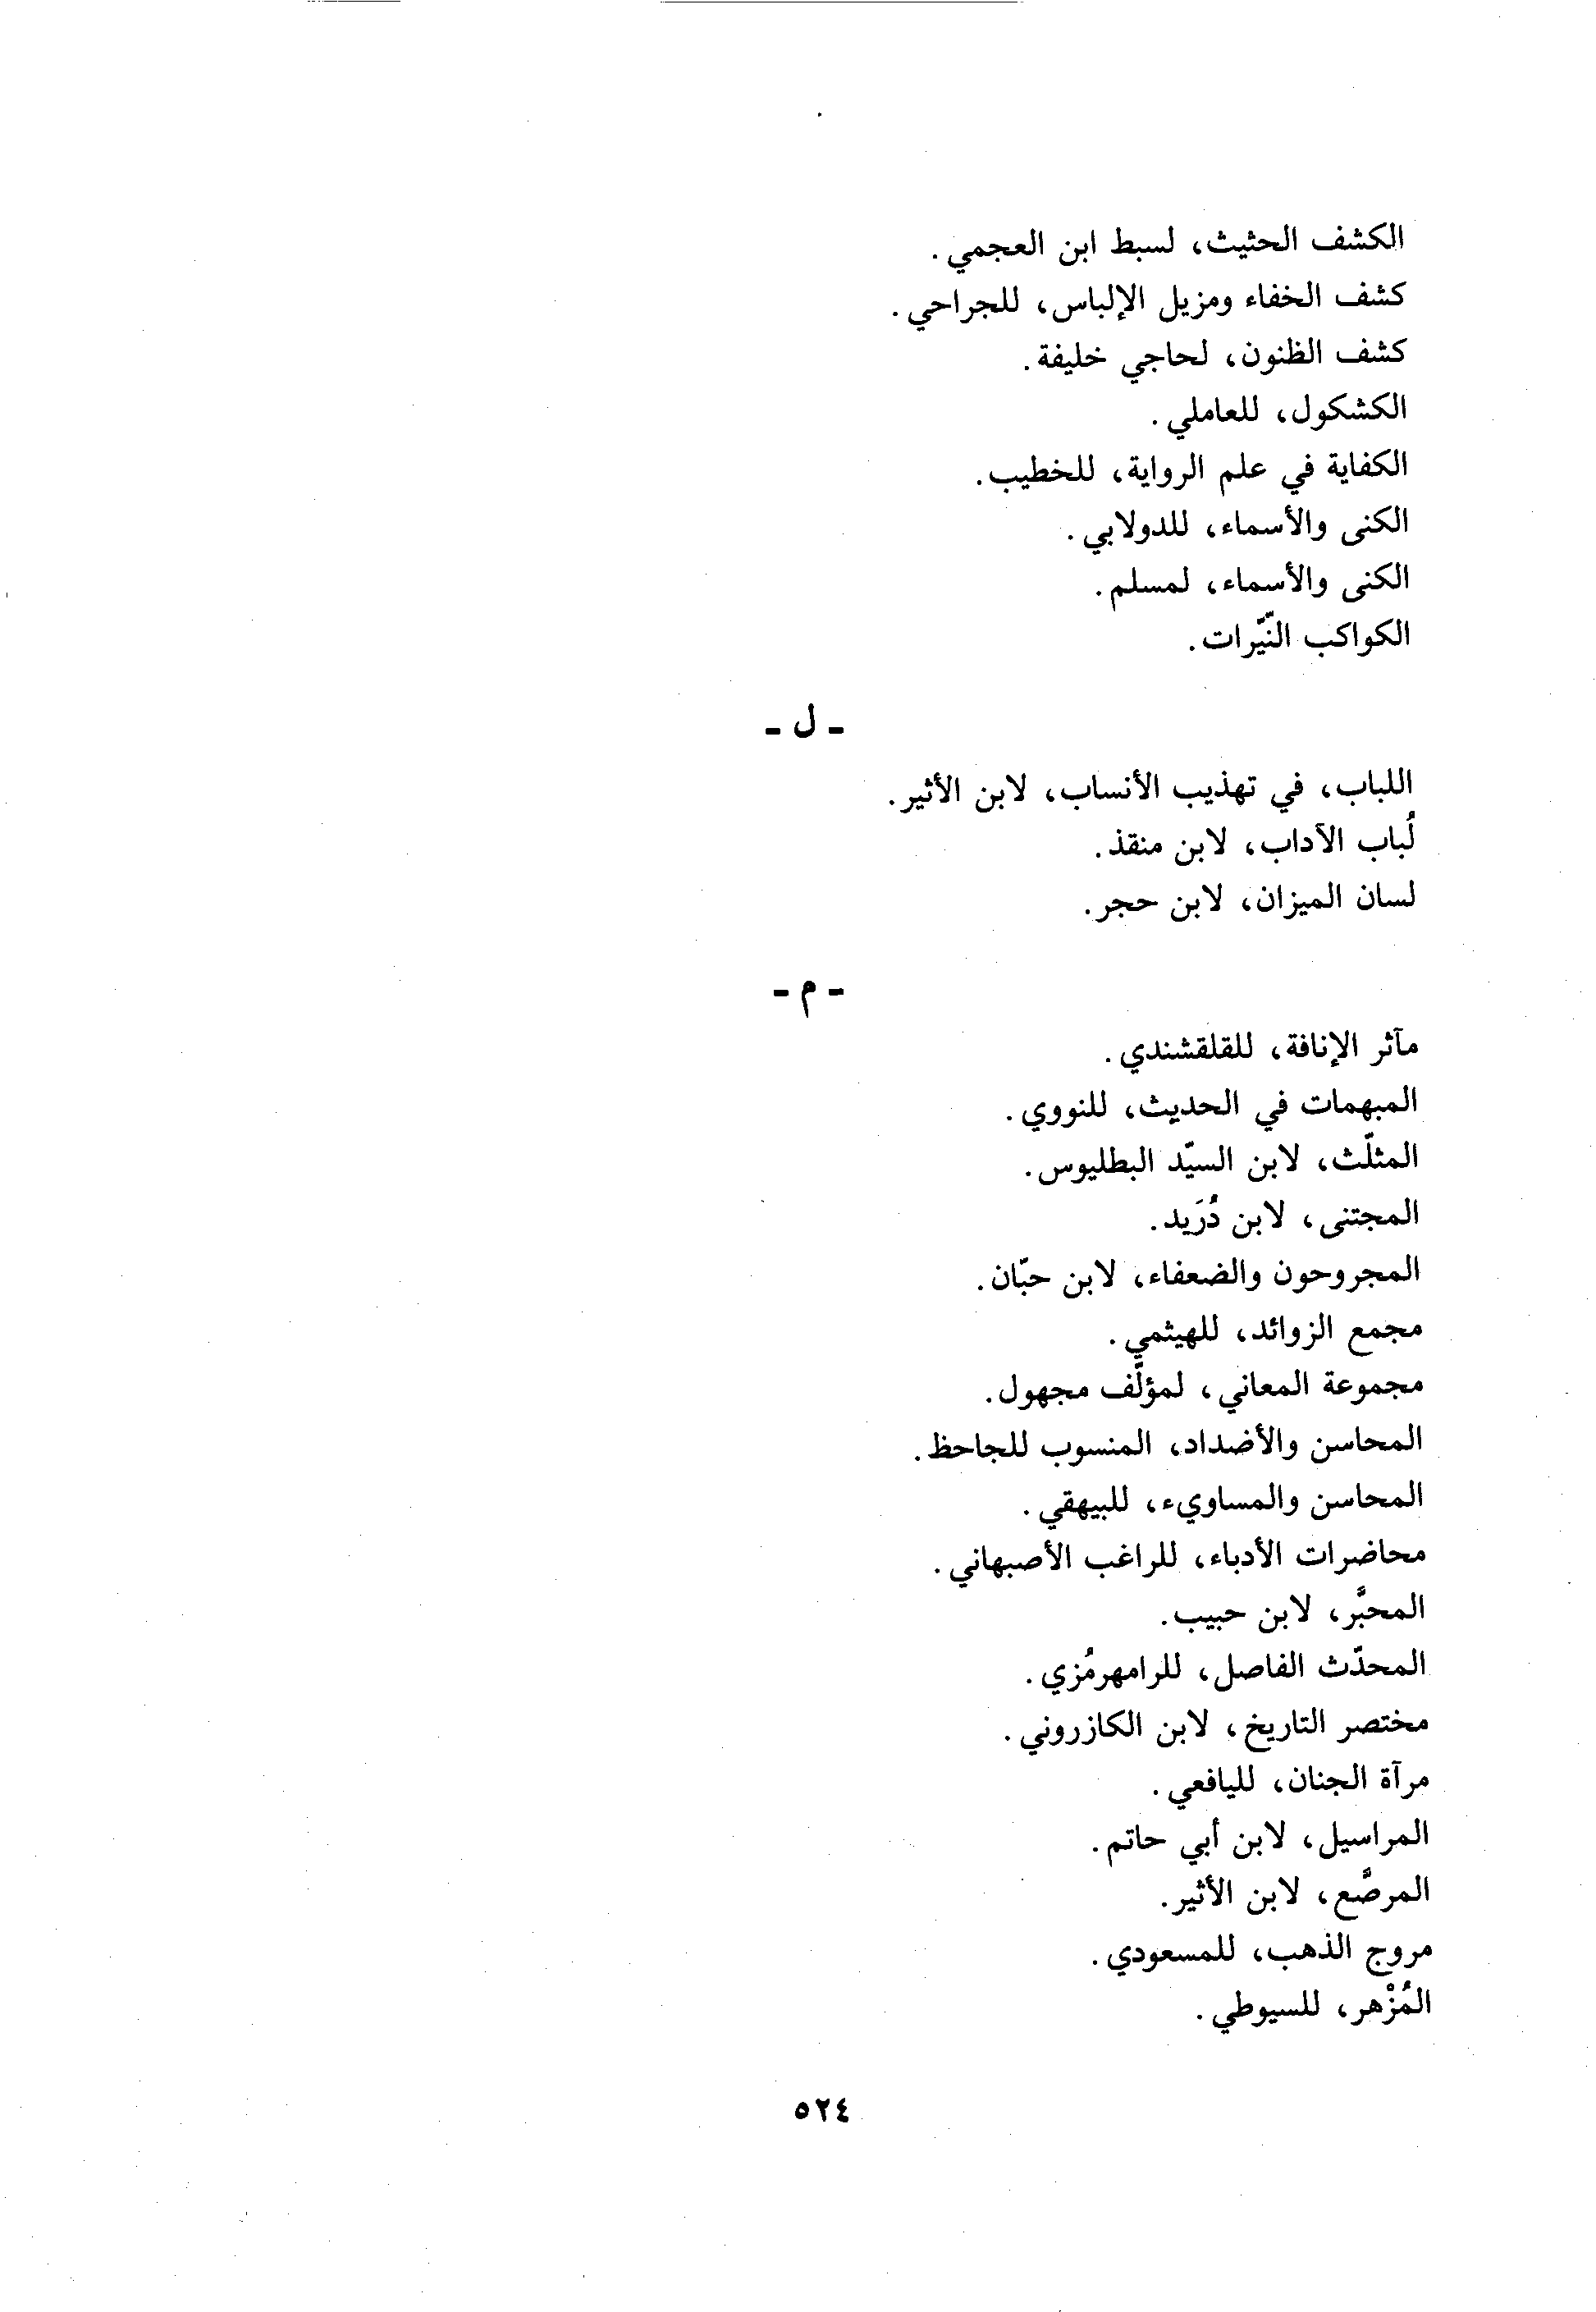 الكشف الحثيث، لسبط ابن العجمي.
كشف الخفاء ومزيل الإلباس، للجراحي.
كشف الظنون، لحاجي خليفة.
الكشكول، للعاملي.
الكفاية في علم الرواية، للخطيب.
الكنى والأسماء، للدولابي.
الكنى والأسماء، لمسلم.
الكواكب النّيّرات.
- ل -
اللباب، في تهذيب الأنساب، لابن الأثير.
لُباب الآداب، لابن منقذ.
لسان الميزان، لابن حجر.
- م -
مآثر الإنافة، للقلقشندي.
المبهمات في الحديث، للنووي.
المثلّث، لابن السيّد البطليوس.
المجتنى، لابن دُرَيد.
المجروحون والضعفاء، لابن حبّان.
مجمع الزوائد، للهيثمي.
مجموعة المعاني، لمؤلَّف مجهول.
المحاسن والأضداد، المنسوب للجاحظ.
المحاسن والمساويء، للبيهقي.
محاضرات الأدباء، للراغب الأصبهاني.
المحبَّر، لابن حبيب.
المحدّث الفاصل، للرامهرمُزي.
مختصر التاريخ، لابن الكازروني.
مرآة الجنان، لليافعي.
المراسيل، لابن أبي حاتم.
المرصَّع، لابن الأثير.
مروج الذهب، للمسعودي.
المُزْهر، للسيوطي.
٥٢٤